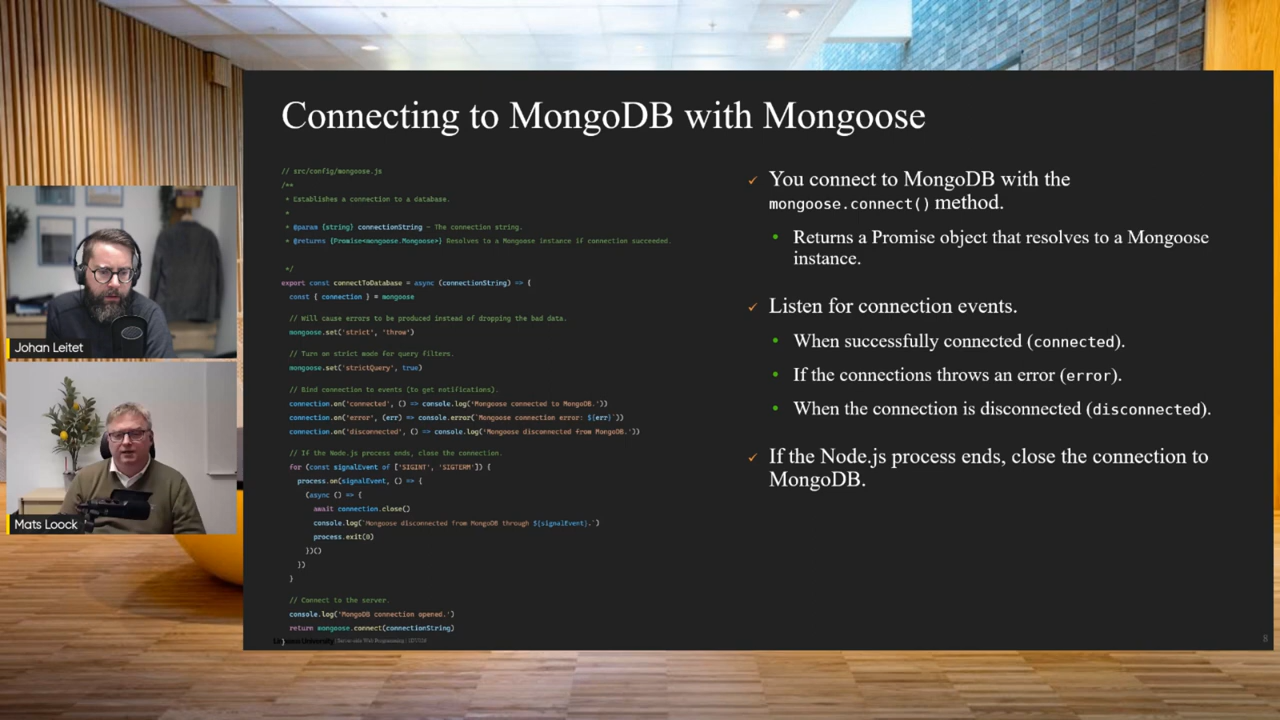 Connecting to MongoDB with Mongoose
// src/config/mongoose.js
/**
* Establishes a connection to a database.
*
* @param {string} connectionString - The connection string.
* @returns {Promise<mongoose.Mongoose>} Resolves to a Mongoose instance if connection succeeded.
*/
export const connectToDatabase = async (connectionString) => {
const { connection } = mongoose
// Will cause errors to be produced instead of dropping the bad data.
mongoose.set('strict', 'throw')
// Turn on strict mode for query filters.
mongoose.set('strictQuery', true)
// Bind connection to events (to get notifications).
connection.on('connected', () => console.log('Mongoose connected to MongoDB.'))
connection.on('error', (err) => console.error(`Mongoose connection error: ${err}`))
connection.on('disconnected', () => console.log('Mongoose disconnected from MongoDB.'))
// If the Node.js process ends, close the connection.
for (const signalEvent of ['SIGINT', 'SIGTERM']) {
process.on(signalEvent, () => {
(async () => {
await connection.close()
console.log(`Mongoose disconnected from MongoDB through ${signalEvent}.`)
process.exit(0)
})()
})
}
// Connect to the server.
console.log('MongoDB connection opened.')
return mongoose.connect(connectionString)
}
You connect to MongoDB with the
mongoose.connect() method.
Returns a Promise object that resolves to a Mongoose
instance.
Listen for connection events.
When successfully connected (connected).
If the connections throws an error (error).
When the connection is disconnected (disconnected).
If the Node.js process ends, close the connection to
MongoDB.
Johan Leitet
Mats Loock